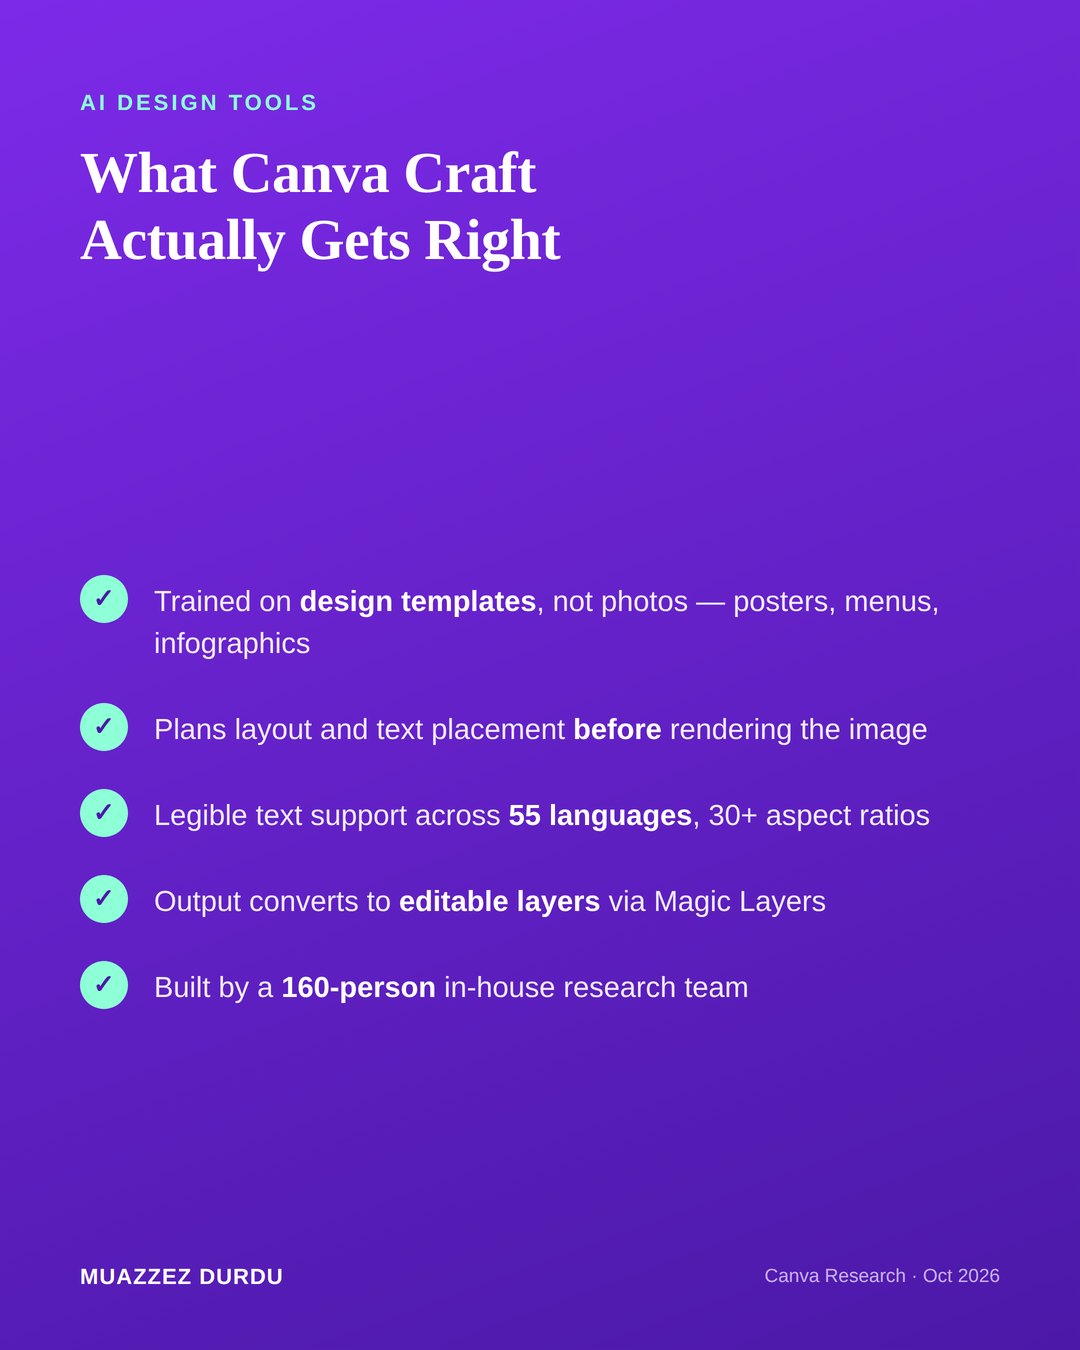 AI DESIGN TOOLS
What Canva Craft
Actually Gets Right
✓ Trained on design templates, not photos — posters, menus,
infographics
✓ Plans layout and text placement before rendering the image
✓ Legible text support across 55 languages, 30+ aspect ratios
✓ Output converts to editable layers via Magic Layers
✓ Built by a 160-person in-house research team
MUAZZEZ DURDU
Canva Research · Oct 2026